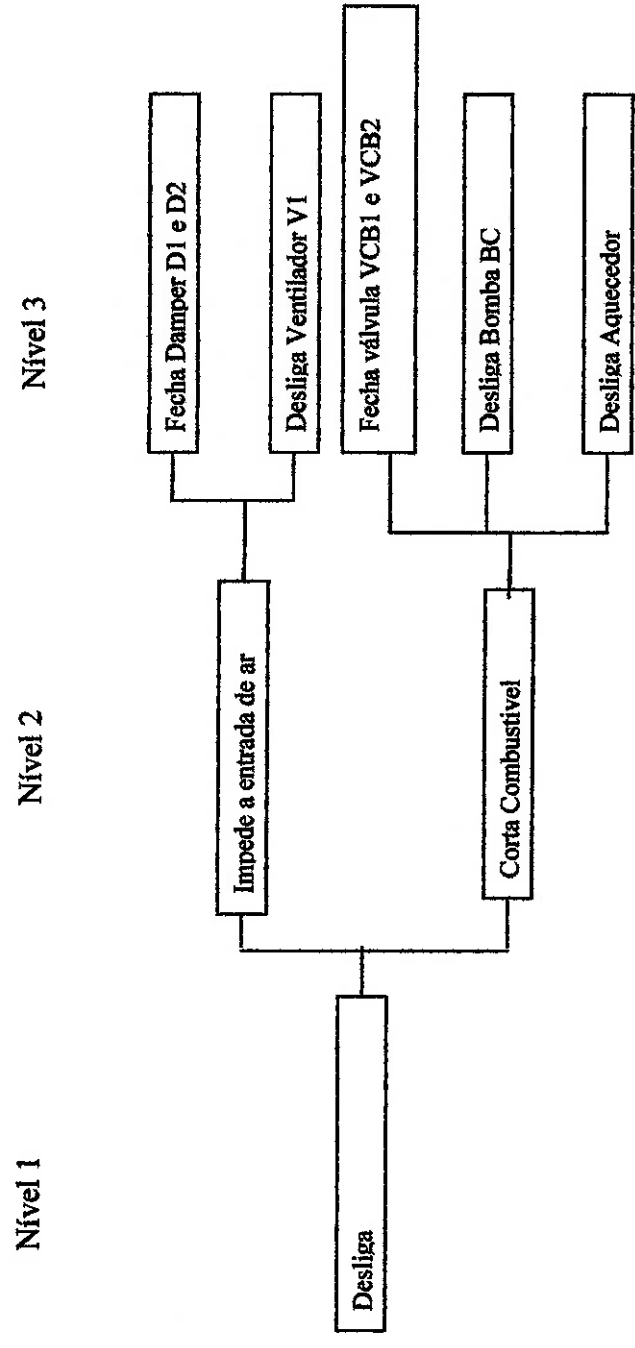 Nível 1
Nível 2
Nível 3
Desliga
Impede a entrada de ar
Corta Combustível
Fecha Damper D1 e D2
Desliga Ventilador V1
Fecha válvula VCB1 e VCB2
Desliga Bomba BC
Desliga Aquecedor